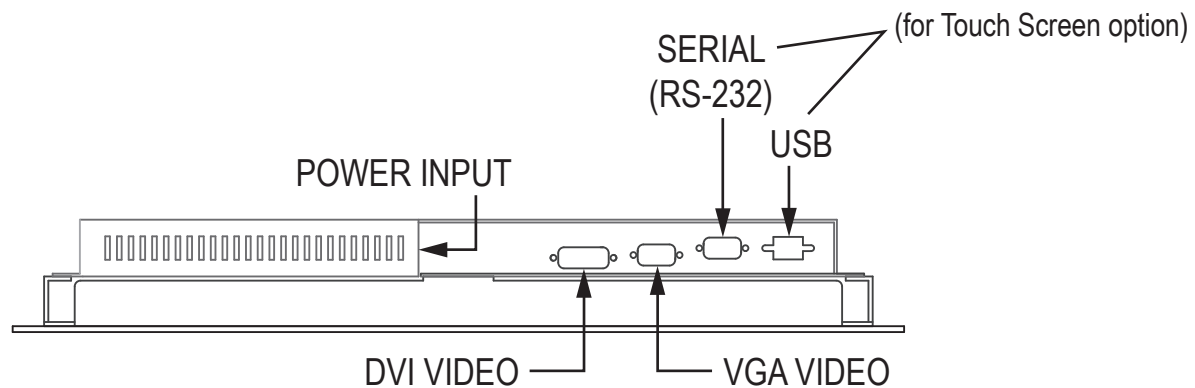 (for Touch Screen option)
SERIAL
(RS-232)
USB
POWER INPUT
DVI VIDEO
VGA VIDEO